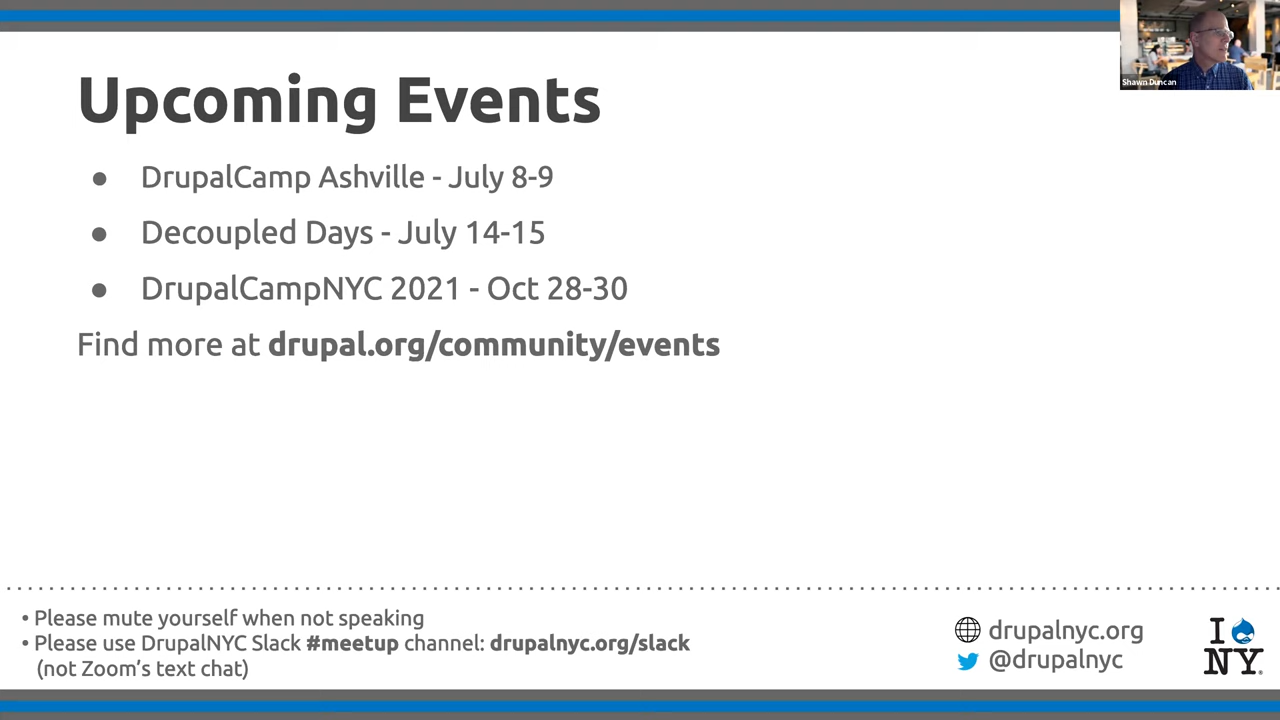 Upcoming Events
Shawn Duncan
● DrupalCamp Ashville - July 8-9
● Decoupled Days - July 14-15
● DrupalCampNYC 2021 - Oct 28-30
Find more at drupal.org/community/events
• Please mute yourself when not speaking
• Please use DrupalNYC Slack #meetup channel: drupalnyc.org/slack
(not Zoom's text chat)
drupalnyc.org
@drupalnyc
I
NY®